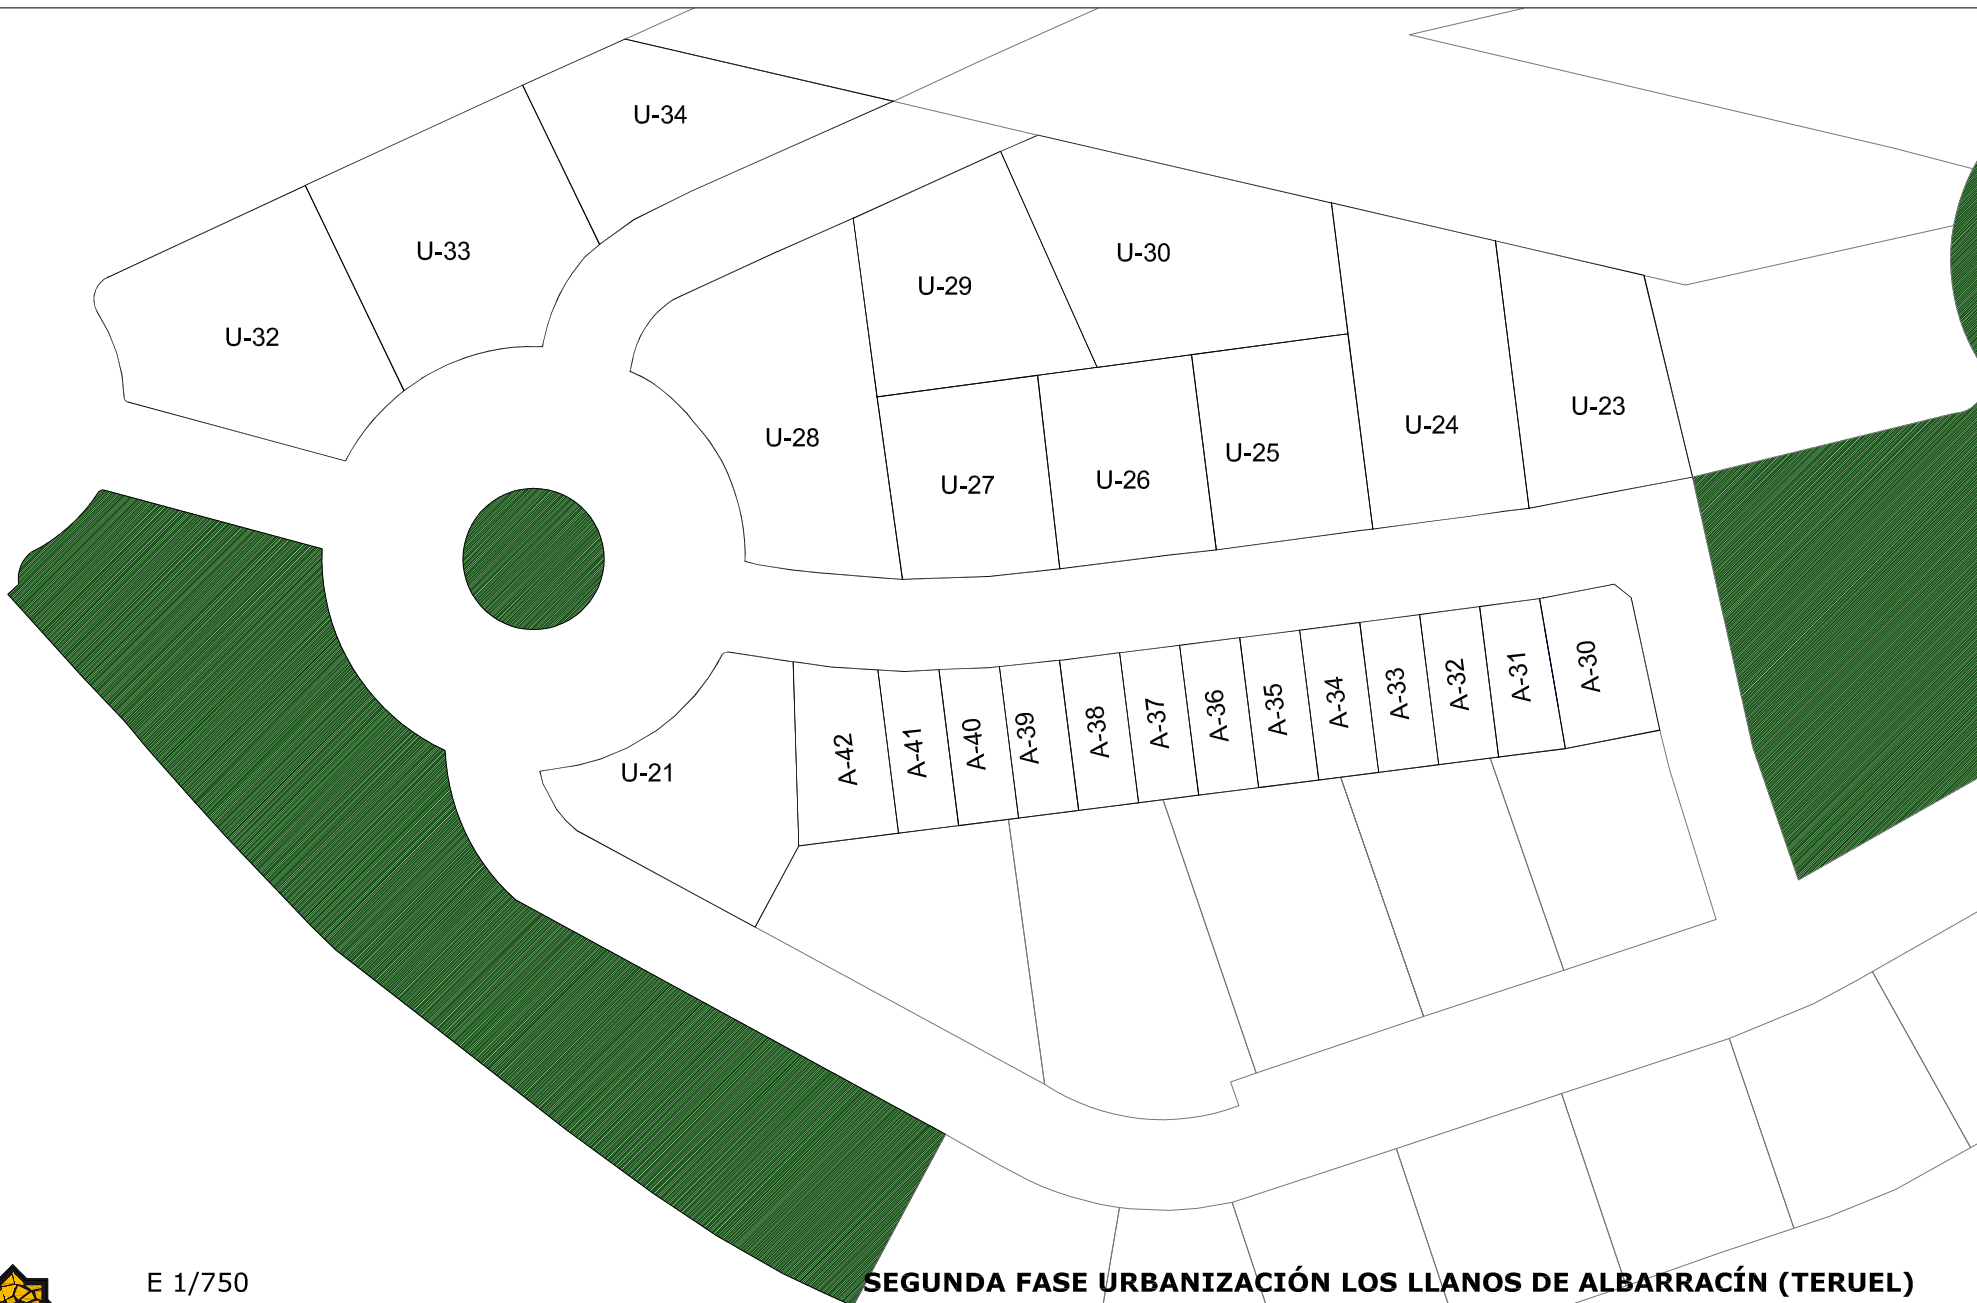 U-34
U-33
U-30
U-29
U-32
U-23
U-24
U-28
U-25
U-26
U-27
A-30
A-31
A-32
A-33
A-34
A-35
A-36
A-37
A-38
A-39
A-40
A-41
A-42
U-21
E 1/750
SEGUNDA FASE URBANIZACIÓN LOS LLANOS DE ALBARRACÍN (TERUEL)